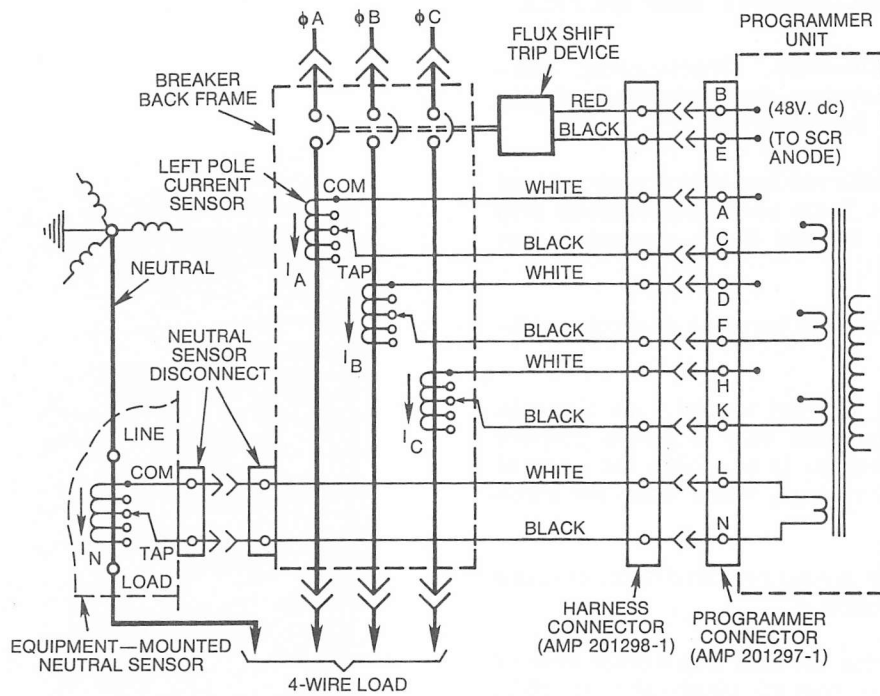 ϕA
ϕB
ϕC
FLUX SHIFT
TRIP DEVICE
PROGRAMMER
UNIT
BREAKER
BACK FRAME
RED
B
(48V. dc)
BLACK
E
(TO SCR
ANODE)
LEFT POLE
CURRENT
SENSOR
COM
WHITE
A
BLACK
C
I A
TAP
WHITE
D
NEUTRAL
BLACK
F
I B
NEUTRAL
SENSOR
DISCONNECT
WHITE
H
BLACK
K
I C
LINE
COM
WHITE
L
BLACK
N
I N
TAP
LOAD
EQUIPMENT—MOUNTED
NEUTRAL SENSOR
4-WIRE LOAD
HARNESS
CONNECTOR
(AMP 201298-1)
PROGRAMMER
CONNECTOR
(AMP 201297-1)